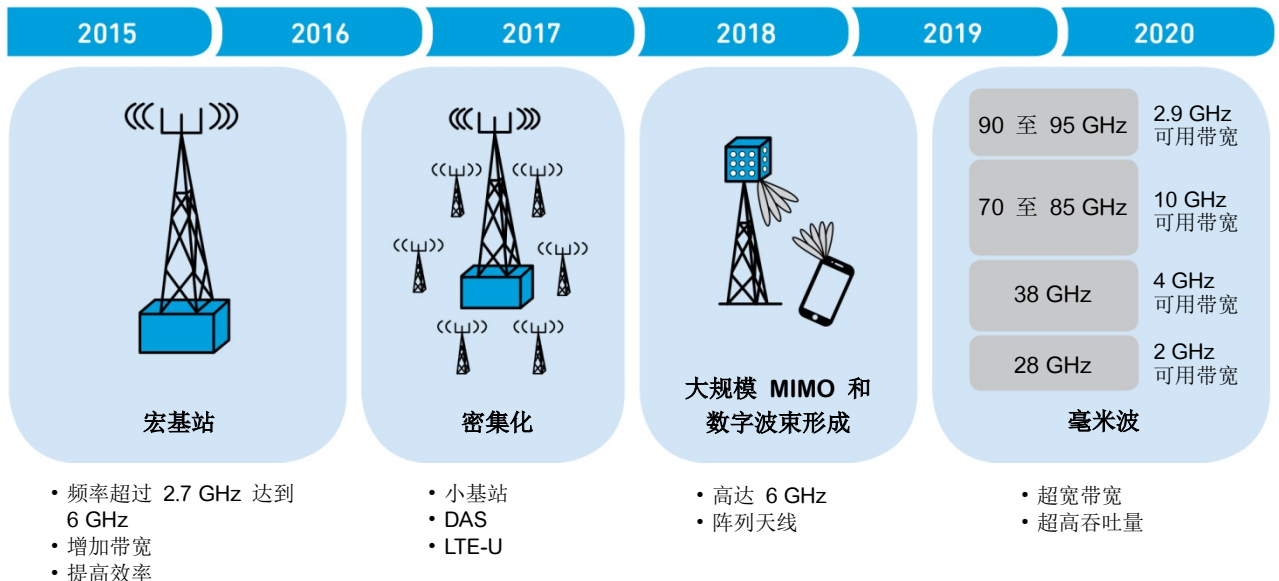 2015
2016
2017
2018
2019
2020
宏基站
• 频率超过 2.7 GHz 达到
6 GHz
• 增加带宽
• 提高效率
密集化
• 小基站
• DAS
• LTE-U
大规模 MIMO 和
数字波束形成
• 高达 6 GHz
• 阵列天线
90 至 95 GHz
2.9 GHz
可用带宽
70 至 85 GHz
10 GHz
可用带宽
38 GHz
4 GHz
可用带宽
28 GHz
2 GHz
可用带宽
毫米波
• 超宽带宽
• 超高吞吐量